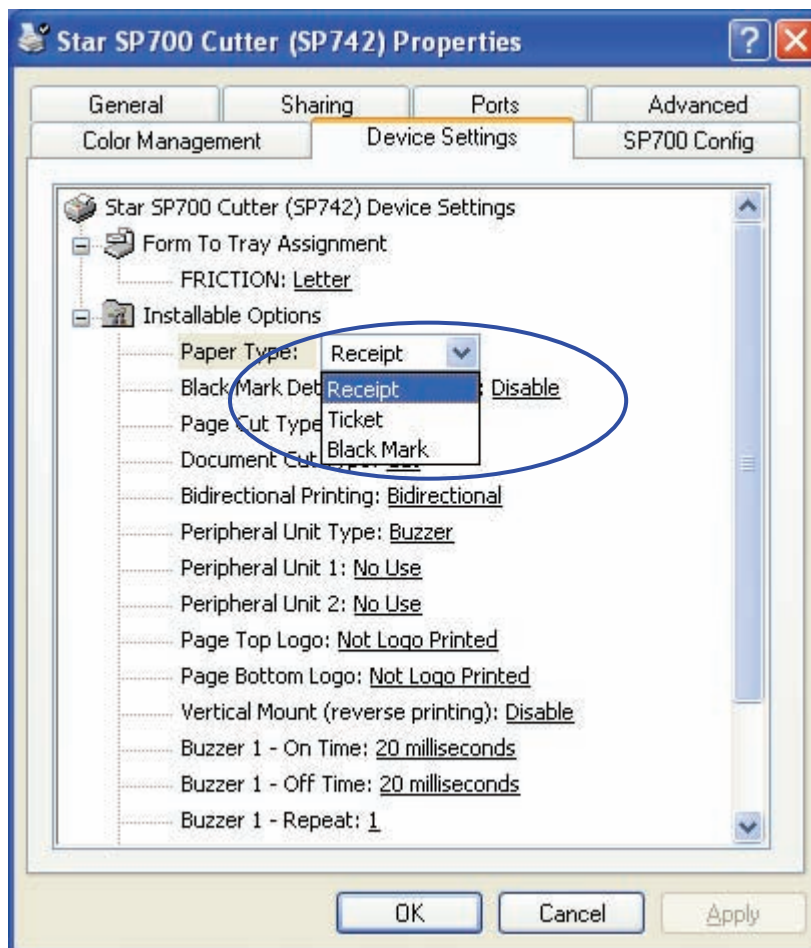 Star SP700 Cutter (SP742) Properties
General Sharing Ports Advanced
Color Management Device Settings SP700 Config
Star SP700 Cutter (SP742) Device Settings
Form To Tray Assignment
FRICTION: Letter
Installable Options
Paper Type: Receipt
Black Mark Det Receipt : Disable
Page Cut Type Ticket
Black Mark
Document Cut Type:
Bidirectional Printing: Bidirectional
Peripheral Unit Type: Buzzer
Peripheral Unit 1: No Use
Peripheral Unit 2: No Use
Page Top Logo: Not Logo Printed
Page Bottom Logo: Not Logo Printed
Vertical Mount (reverse printing): Disable
Buzzer 1 - On Time: 20 milliseconds
Buzzer 1 - Off Time: 20 milliseconds
Buzzer 1 - Repeat: 1
OK Cancel Apply